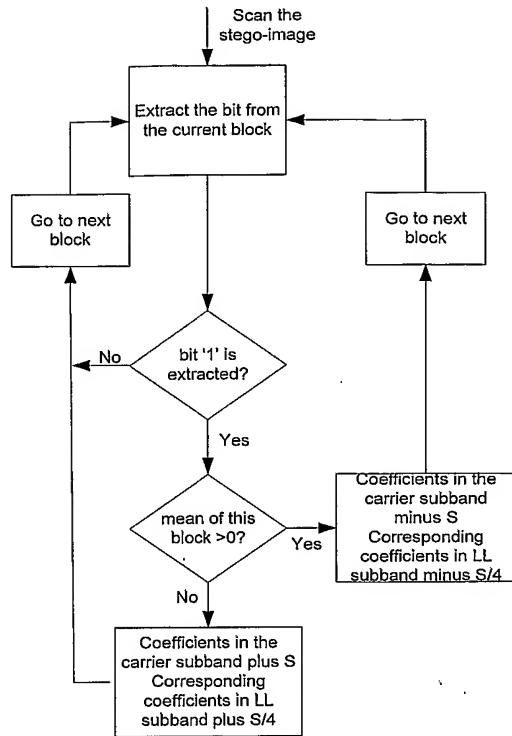 Scan the
stego-image
Extract the bit from
the current block
Go to next
block
Go to next
block
No
bit '1' is
extracted?
Yes
mean of this
block >0?
Yes
Coefficients in the
carrier subband
minus S
Corresponding
coefficients in LL
subband minus S/4
No
Coefficients in the
carrier subband plus S
Corresponding
coefficients in LL
subband plus S/4